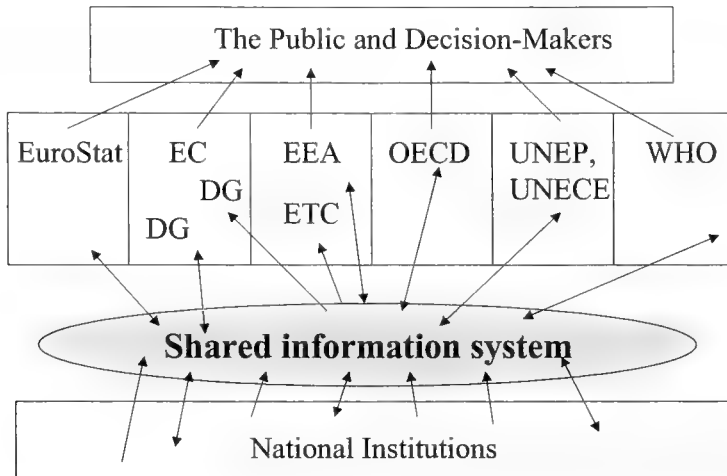 The Public and Decision-Makers
EuroStat
EC
DG
DG
EEA
ETC
OECD
UNEP,
UNECE
WHO
Shared information system
National Institutions